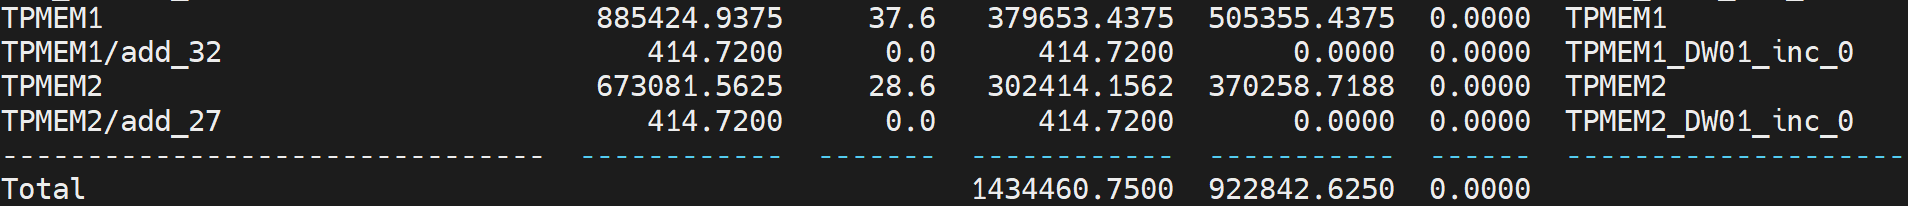 TPMEM1 885424.9375 37.6 379653.4375 505355.4375 0.0000 TPMEM1
TPMEM1/add_32 414.7200 0.0 414.7200 0.0000 0.0000 TPMEM1_DW01_inc_0
TPMEM2 673081.5625 28.6 302414.1562 370258.7188 0.0000 TPMEM2
TPMEM2/add_27 414.7200 0.0 414.7200 0.0000 0.0000 TPMEM2_DW01_inc_0
-------------------------------- ------------ ------- ------------ ----------- ------ --------------------
Total 1434460.7500 922842.6250 0.0000